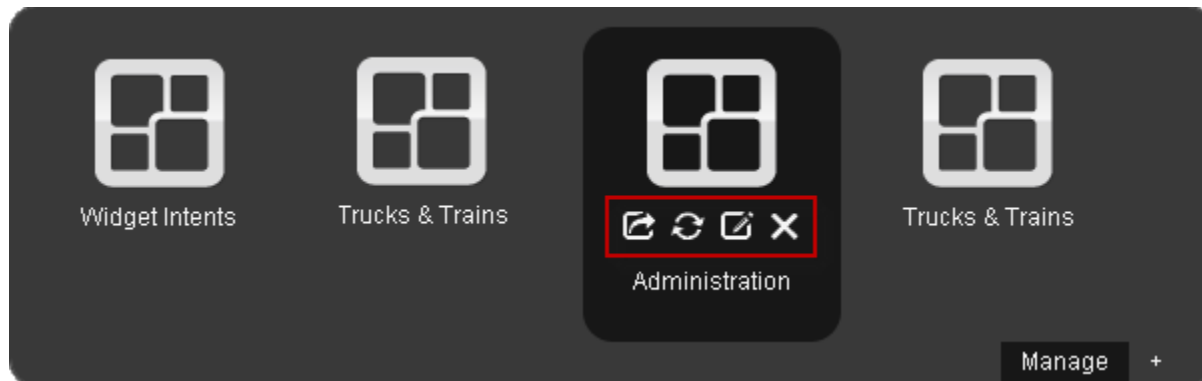 Widget Intents
Trucks & Trains
Administration
Trucks & Trains
Manage +